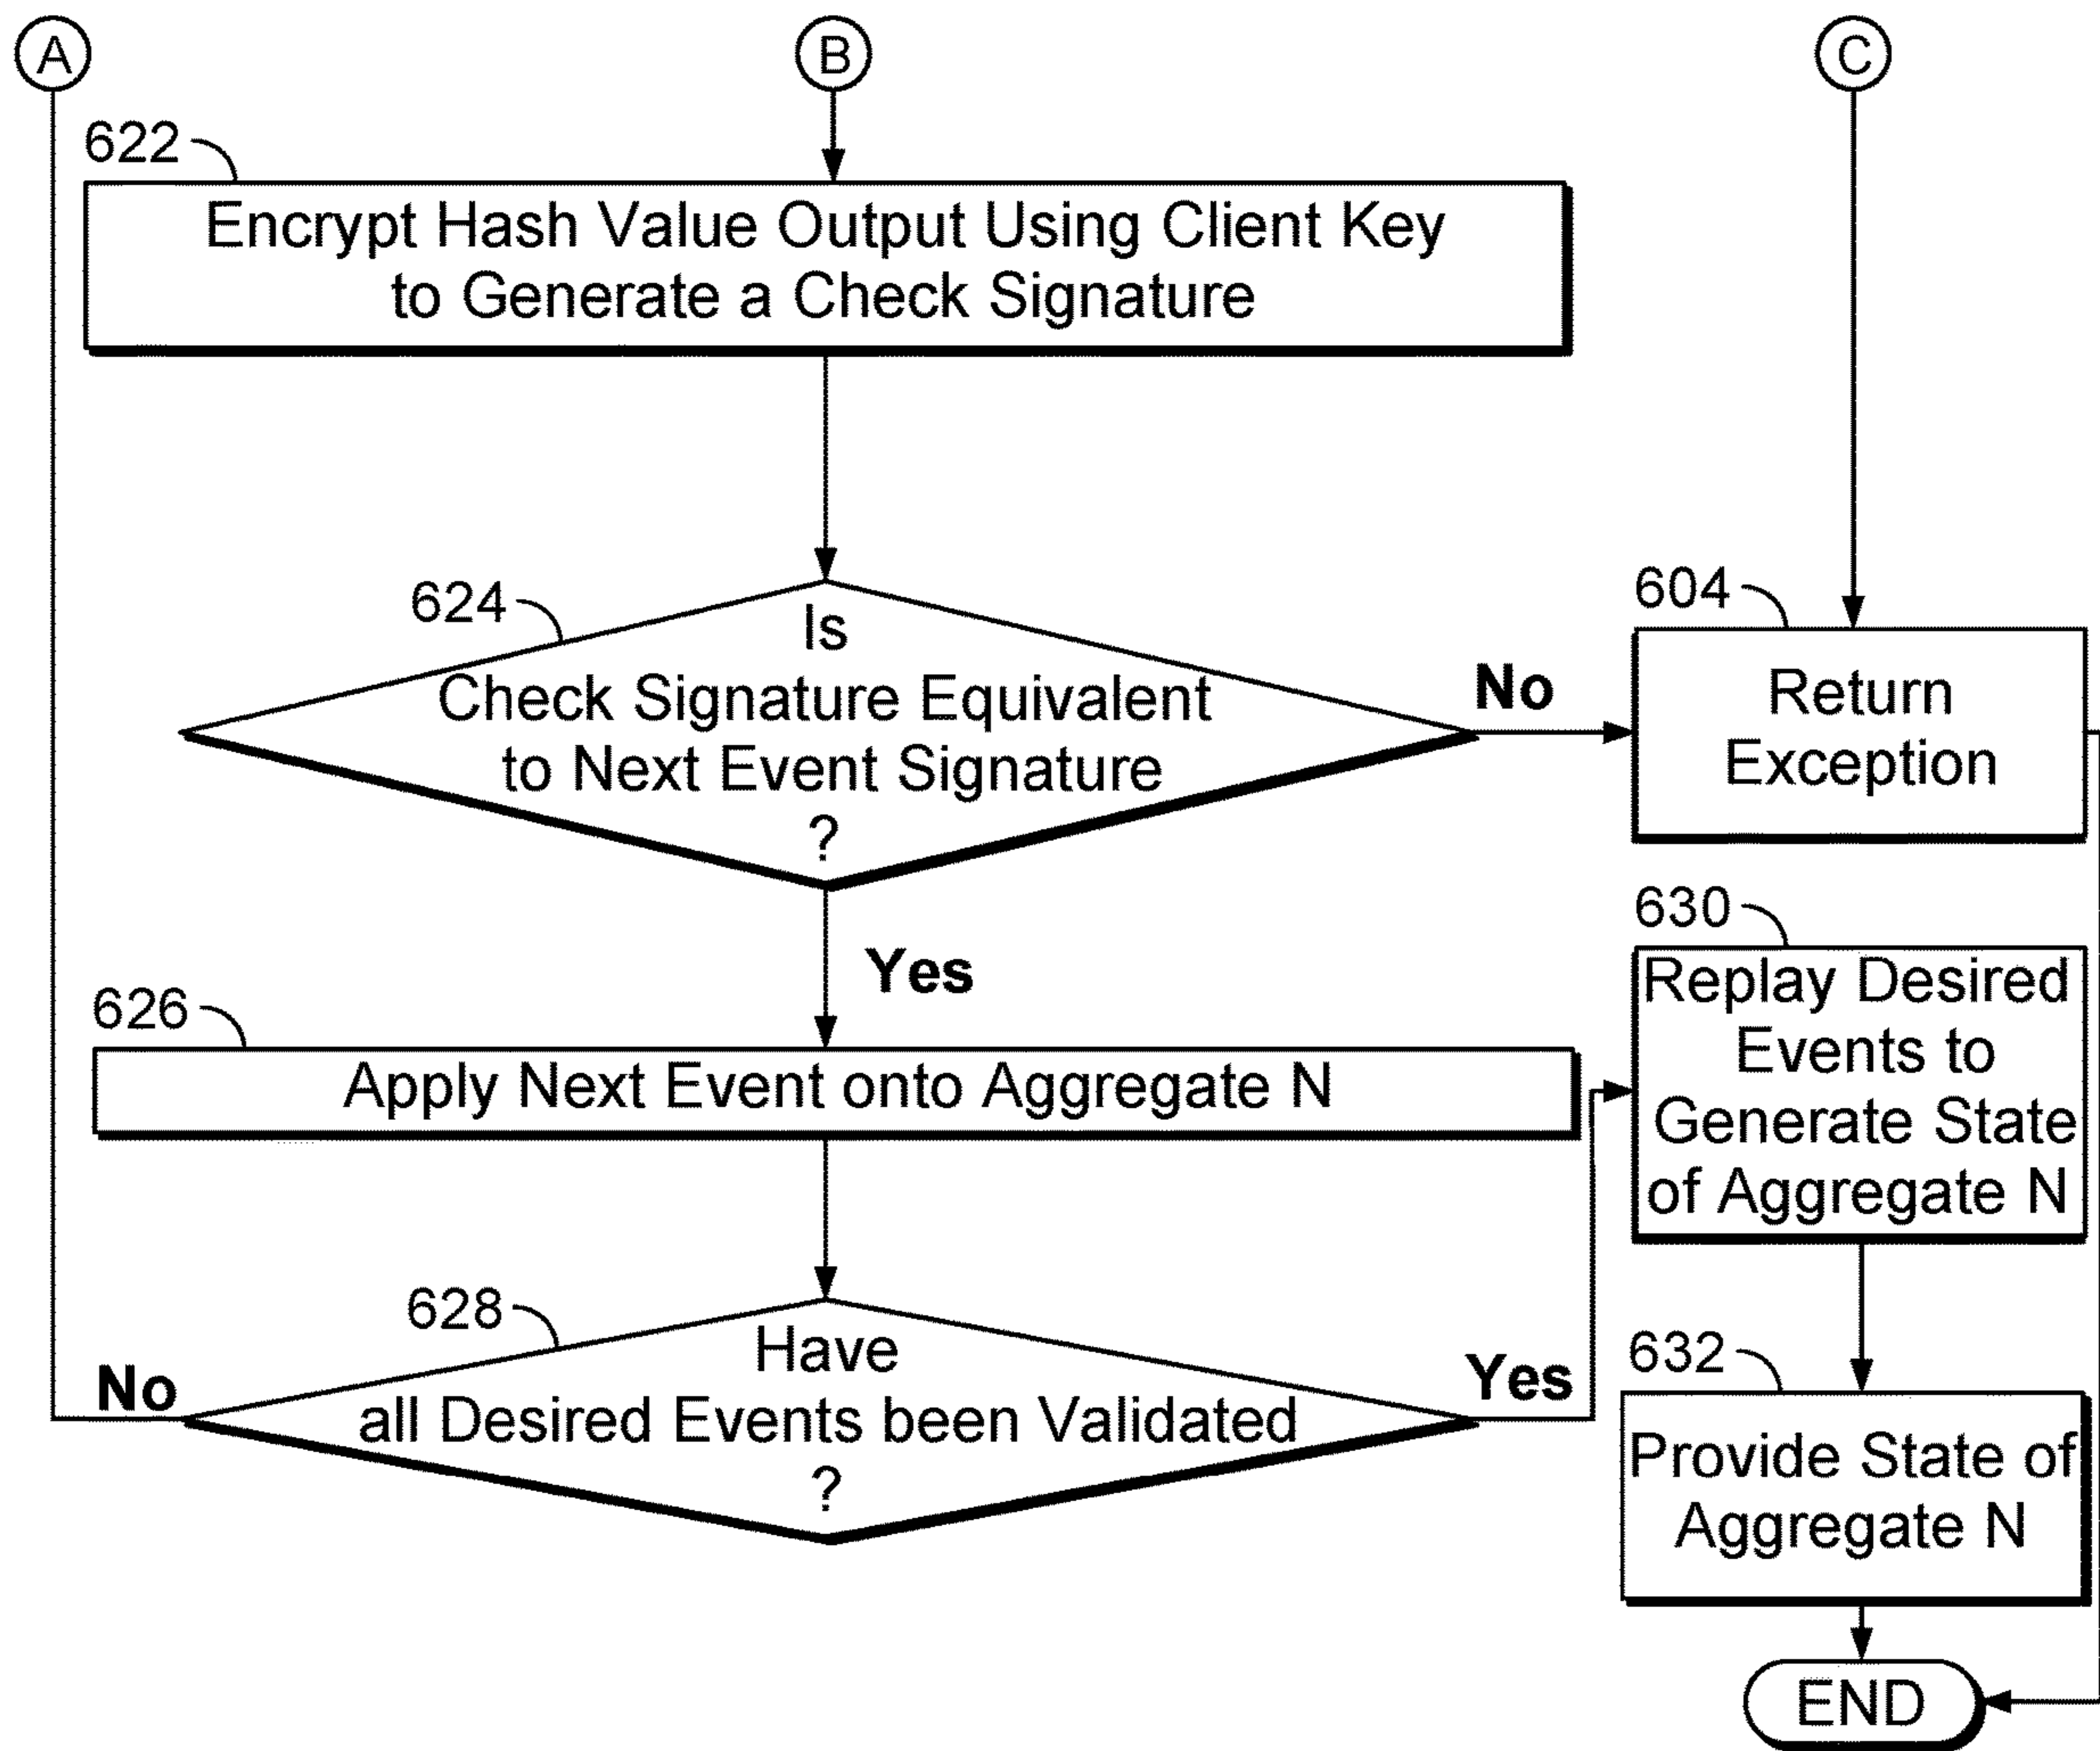 A
B
C
622
Encrypt Hash Value Output Using Client Key
to Generate a Check Signature
624
Is
Check Signature Equivalent
to Next Event Signature
?
No
604
Return
Exception
Yes
626
Apply Next Event onto Aggregate N
628
Have
all Desired Events been Validated
?
No
Yes
630
Replay Desired
Events to
Generate State
of Aggregate N
632
Provide State of
Aggregate N
END